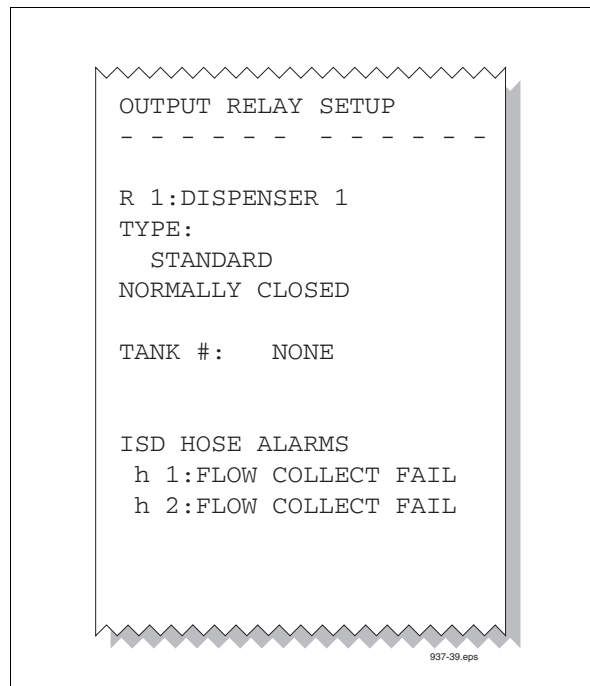 OUTPUT RELAY SETUP
- - - - - - - - - - - -
R 1:DISPENSER 1
TYPE:
STANDARD
NORMALLY CLOSED
TANK #: NONE
ISD HOSE ALARMS
h 1:FLOW COLLECT FAIL
h 2:FLOW COLLECT FAIL
937-39.eps